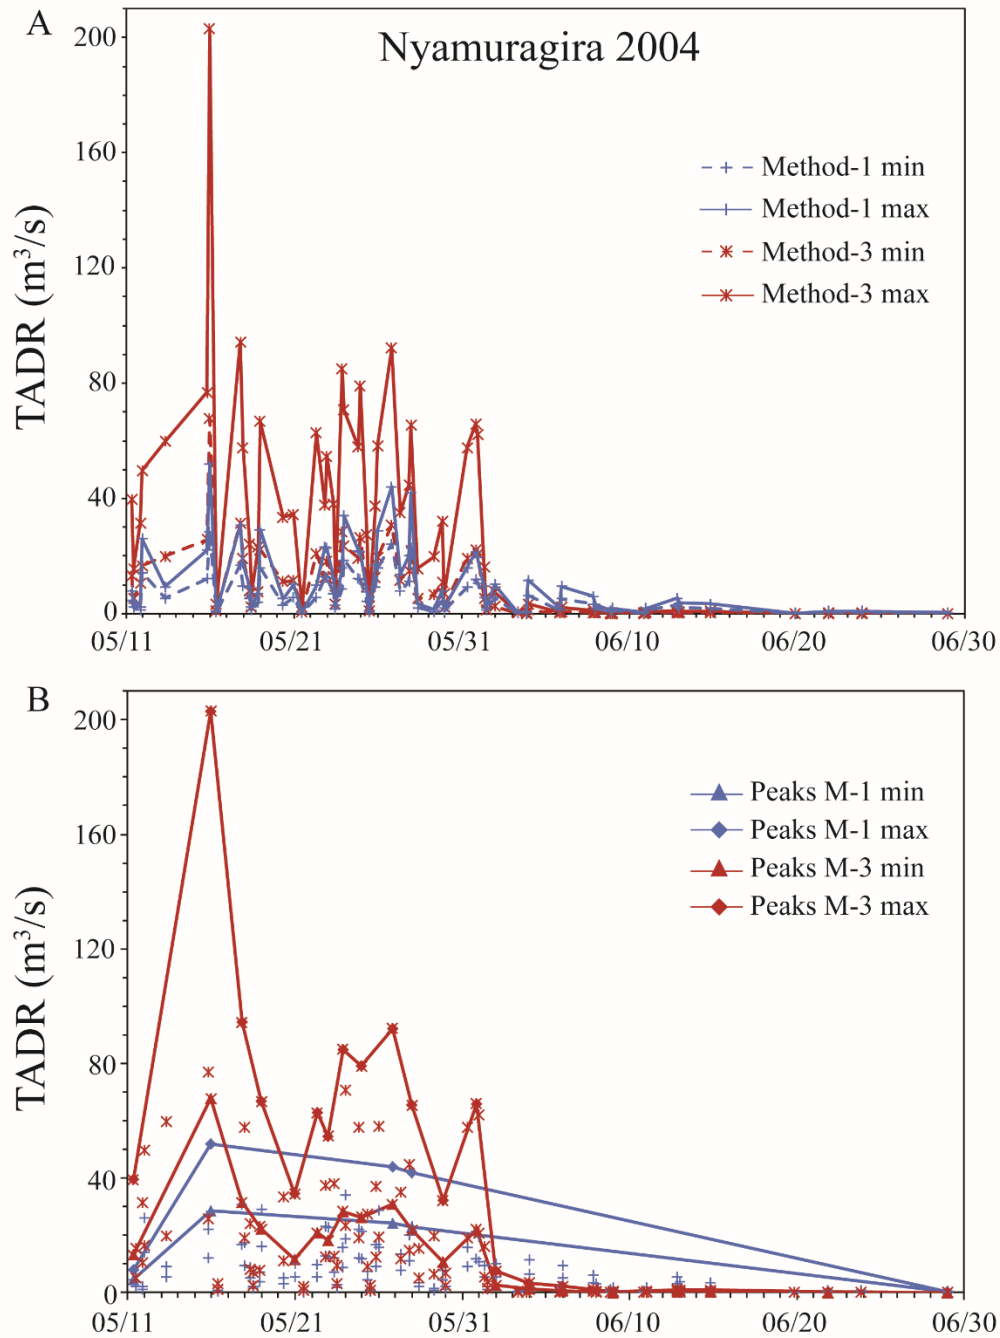 A
Nyamuragira 2004
200
160
120
80
40
0
TADR (m³/s)
Method-1 min
Method-1 max
Method-3 min
Method-3 max
05/11 05/21 05/31 06/10 06/20 06/30
B
200
160
120
80
40
0
TADR (m³/s)
Peaks M-1 min
Peaks M-1 max
Peaks M-3 min
Peaks M-3 max
05/11 05/21 05/31 06/10 06/20 06/30